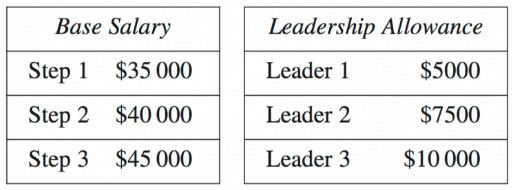 Base Salary
Step 1 $35 000
Step 2 $40 000
Step 3 $45 000
Leadership Allowance
Leader 1 $5000
Leader 2 $7500
Leader 3 $10 000